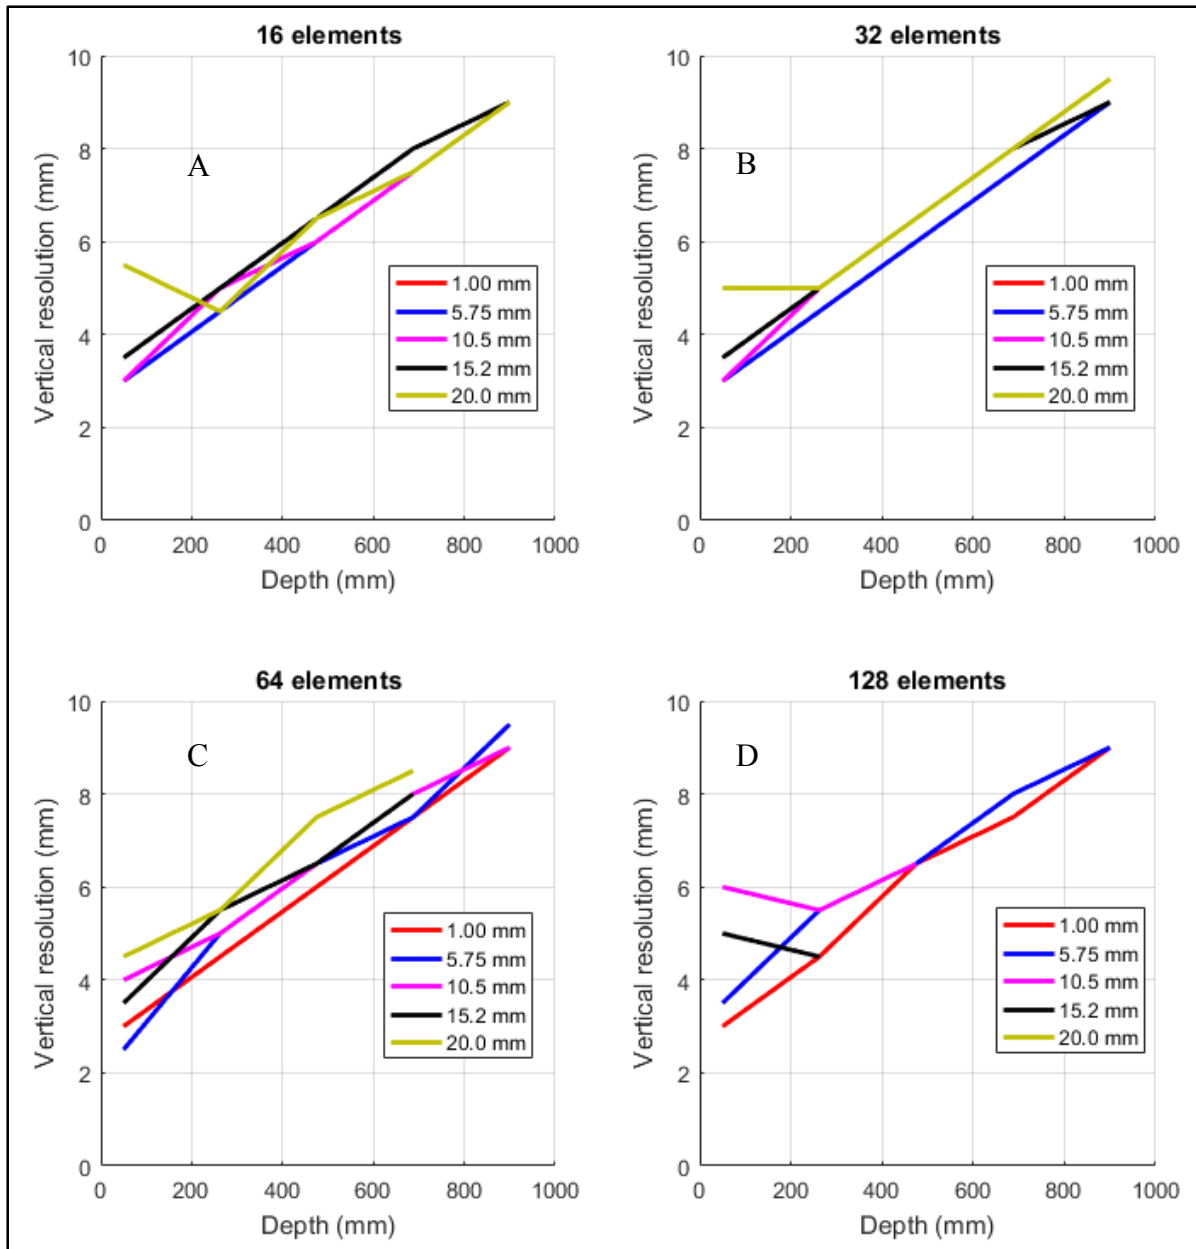 16 elements
10
8
6
4
2
0
0 200 400 600 800 1000
Vertical resolution (mm)
Depth (mm)
A
1.00 mm
5.75 mm
10.5 mm
15.2 mm
20.0 mm
32 elements
10
8
6
4
2
0
0 200 400 600 800 1000
Vertical resolution (mm)
Depth (mm)
B
1.00 mm
5.75 mm
10.5 mm
15.2 mm
20.0 mm
64 elements
10
8
6
4
2
0
0 200 400 600 800 1000
Vertical resolution (mm)
Depth (mm)
C
1.00 mm
5.75 mm
10.5 mm
15.2 mm
20.0 mm
128 elements
10
8
6
4
2
0
0 200 400 600 800 1000
Vertical resolution (mm)
Depth (mm)
D
1.00 mm
5.75 mm
10.5 mm
15.2 mm
20.0 mm